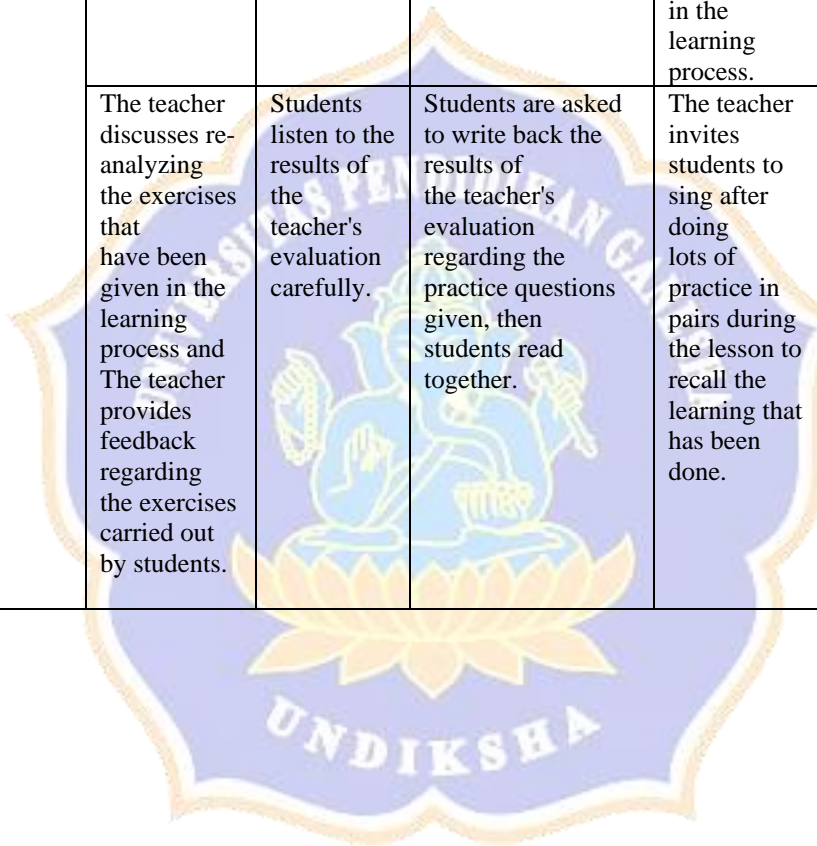 in the
learning
process.
The teacher
discusses re-
analyzing
the exercises
that
have been
given in the
learning
process and
The teacher
provides
feedback
regarding
the exercises
carried out
by students.
Students
listen to the
results of
the
teacher's
evaluation
carefully.
Students are asked
to write back the
results of
the teacher's
evaluation
regarding the
practice questions
given, then
students read
together.
The teacher
invites
students to
sing after
doing
lots of
practice in
pairs during
the lesson to
recall the
learning that
has been
done.
UNIVERSITAS PENDIDIKAN GANESHA
UNDIKSHA